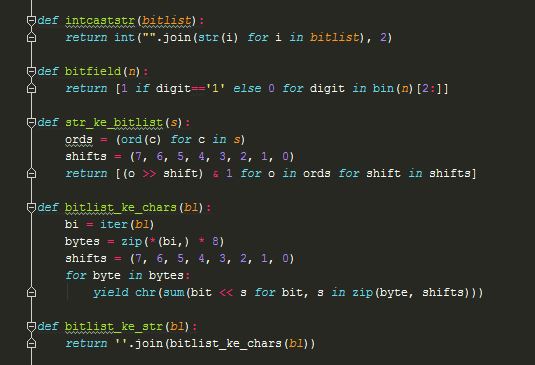 def intcaststr(bitlist):
    return int("".join(str(i) for i in bitlist), 2)
def bitfield(n):
    return [1 if digit=='1' else 0 for digit in bin(n)[2:]]
def str_ke_bitlist(s):
    ords = (ord(c) for c in s)
    shifts = (7, 6, 5, 4, 3, 2, 1, 0)
    return [(o >> shift) & 1 for o in ords for shift in shifts]
def bitlist_ke_chars(bl):
    bi = iter(bl)
    bytes = zip(*(bi,) * 8)
    shifts = (7, 6, 5, 4, 3, 2, 1, 0)
    for byte in bytes:
        yield chr(sum(bit << s for bit, s in zip(byte, shifts)))
def bitlist_ke_str(bl):
    return ''.join(bitlist_ke_chars(bl))